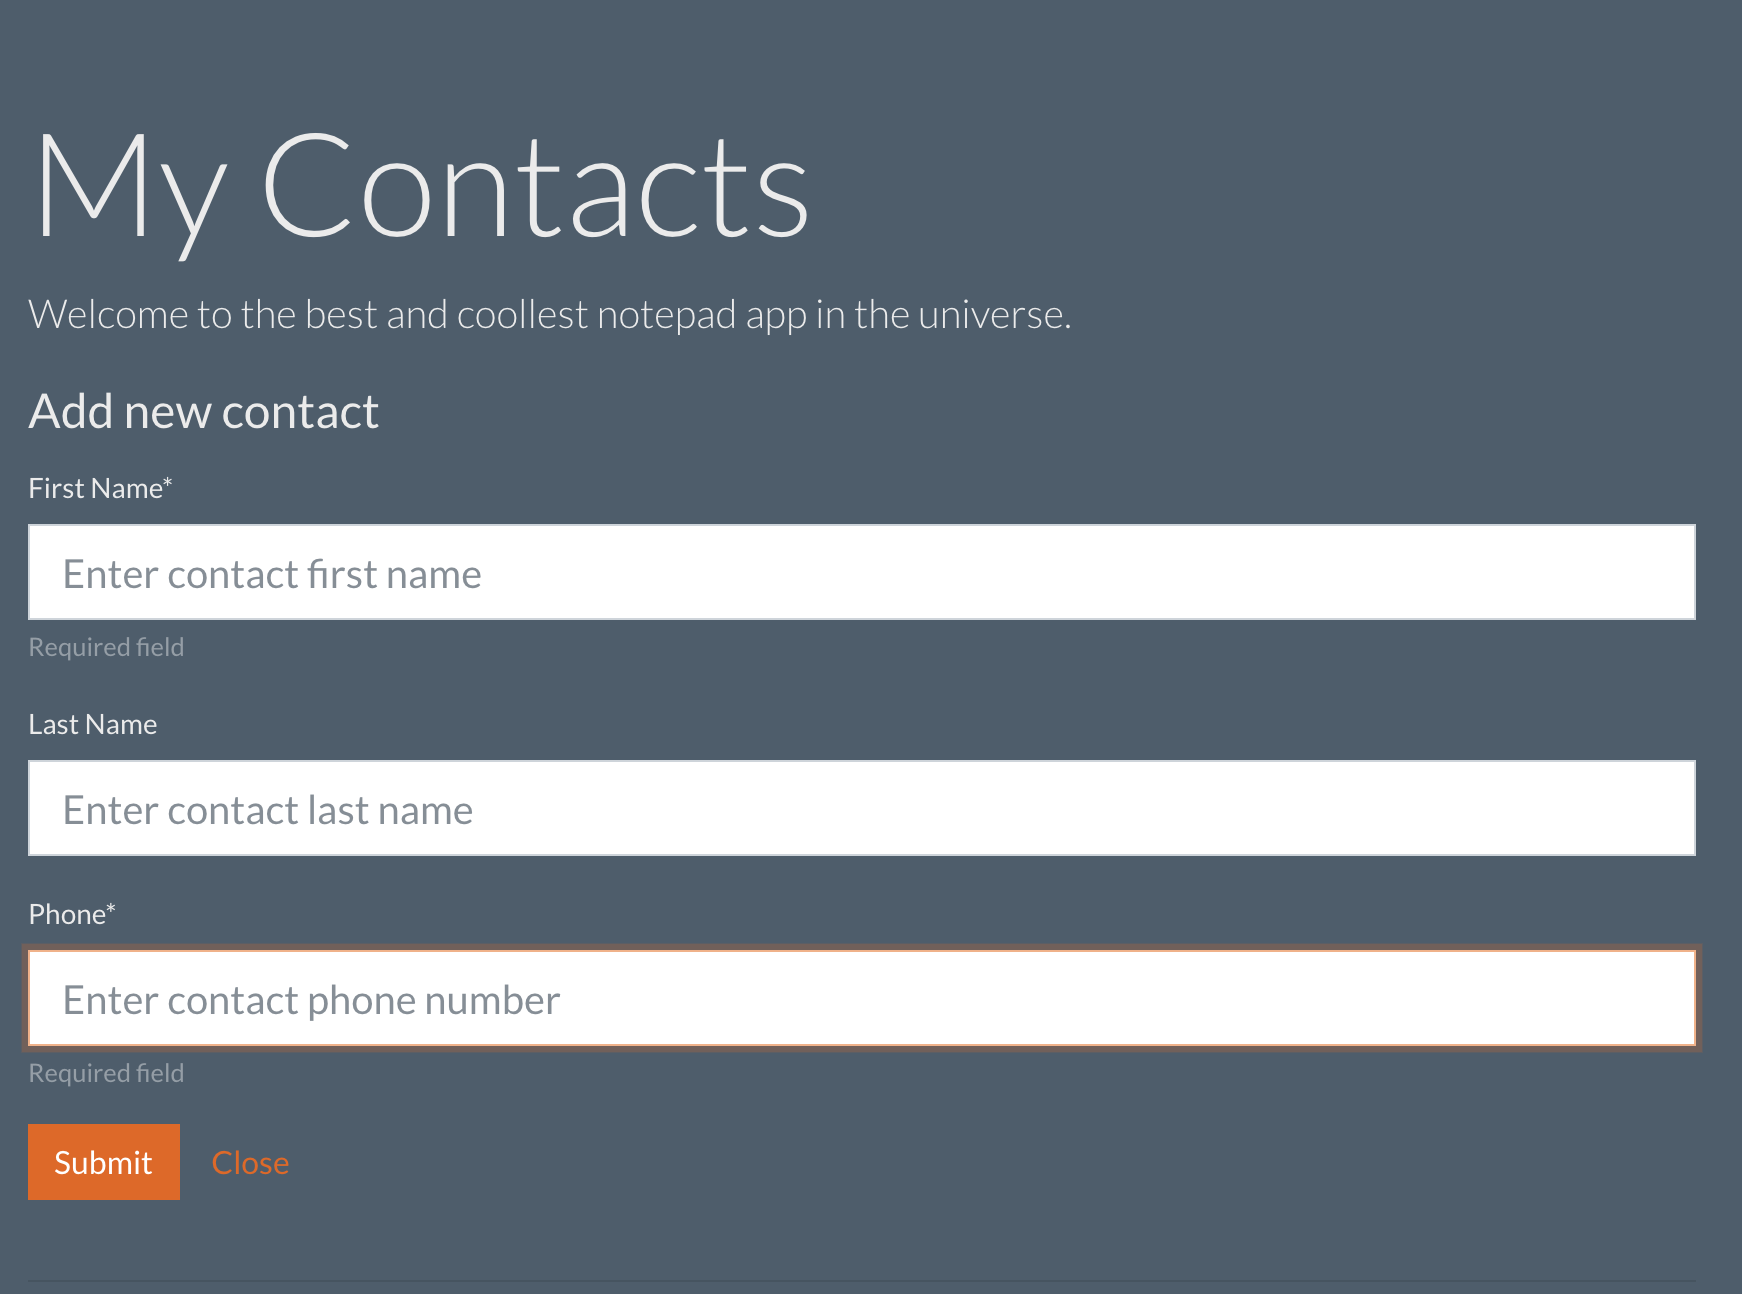 My Contacts
Welcome to the best and coollest notepad app in the universe.
Add new contact
First Name*
Enter contact first name
Required field
Last Name
Enter contact last name
Phone*
Enter contact phone number
Required field
Submit Close